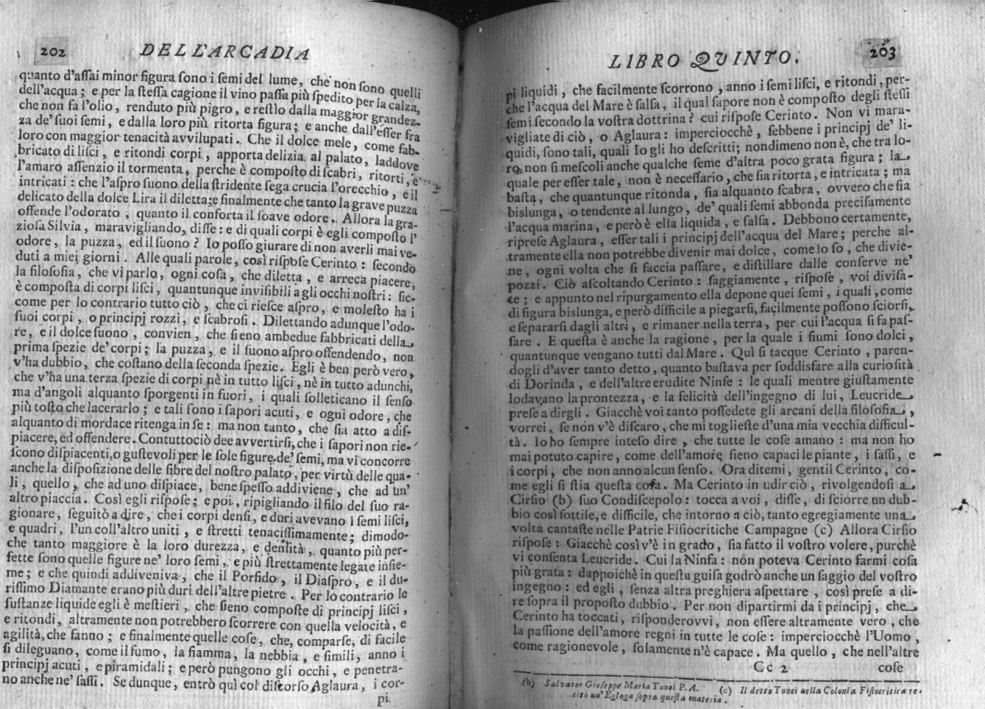 202
DELL'ARCADIA
quanto d'assai minor figura sono i semi del lume, che non sono quelli
dell'acqua; e per la stessa cagione il vino passa più spedito per la calza,
che non fa l'olio, renduto più pigro, e restìo dalla maggior grandez-
za de' suoi semi, e dalla loro più ritorta figura; e anche dall'esser fra
loro con maggior tenacità avviluppati. Che il dolce mele, come fab-
bricato di lisci, e ritondi corpi, apporta delizia al palato, laddove
l'amaro assenzio il tormenta, perchè è composto di scabri, ritorti, e
intricati: che l'aspro suono della stridente sega crucia l'orecchio, e il
delicato della dolce Lira il diletta; e finalmente che tanto la grave puzza
offende l'odorato, quanto il conforta il soave odore. Allora la gra-
ziosa Silvia, maravigliando, disse: e di quali corpi è egli composto l'
odore, la puzza, ed il suono? Io posso giurare di non averli mai ve-
duti a miei giorni. Alle quali parole, così rispose Cerinto: secondo
la filosofia, che vi parlo, ogni cosa, che diletta, e arreca piacere,
è composta di corpi lisci, quantunque invisibili agli occhi nostri: sic-
come per lo contrario tutto ciò, che ci riesce aspro, e molesto ha i
suoi corpi, o principj rozzi, e scabrosi. Dilettando adunque l'odo-
re, e il dolce suono, convien, che sieno ambedue fabbricati della
prima spezie de' corpi; la puzza, e il suono aspro offendendo, non
v'ha dubbio, che costano della seconda spezie. Egli è ben però vero,
che v'ha una terza spezie di corpi nè in tutto lisci, nè in tutto adunchi,
ma d'angoli alquanto sporgenti in fuori, i quali solleticano il senso
più tosto che lacerarlo; e tali sono i sapori acuti, e ogni odore, che
alquanto di mordace ritenga in se: ma non tanto, che sia atto a dis-
piacere, ed offendere. Contuttociò dee avvertirsi, che i sapori non rie-
scono dispiacenti, o gustevoli per le sole figure de' semi, ma vi concorre
anche la disposizione delle fibre del nostro palato, per virtù delle qua-
li, quello, che ad uno dispiace, bene spesso addiviene, che ad un'
altro piaccia. Così egli rispose; e poi, ripigliando il filo del suo ra-
gionare, seguitò a dire, che i corpi densi, e duri avevano i semi lisci,
e quadri, l'un coll'altro uniti, e stretti tenacissimamente; dimodo-
che tanto maggiore è la loro durezza, e densità, quanto più per-
fette sono quelle figure ne' loro semi, e più strettamente legate insie-
me; e che quindi addiveniva, che il Porfido, il Diaspro, e il du-
rissimo Diamante erano più duri dell'altre pietre. Per lo contrario le
sustanze liquide egli è mestieri, che sieno composte di principj lisci,
e ritondi, altramente non potrebbero scorrere con quella velocità, e
agilità, che fanno; e finalmente quelle cose, che, comparse, di facile
si dileguano, come il fumo, la fiamma, la nebbia, e simili, anno i
principj acuti, e piramidali; e però pungono gli occhi, e penetra-
no anche ne' sassi. Se dunque, entrò quì col discorso Aglaura, i cor-
pi
LIBRO QUINTO.
203
pi liquidi, che facilmente scorrono, anno i semi lisci, e ritondi, per-
che l'acqua del Mare è salsa, il qual sapore non è composto degli stessi
semi secondo la vostra dottrina? cui rispose Cerinto. Non vi mara-
vigliate di ciò, o Aglaura: imperciocchè, sebbene i principj de' li-
quidi, sono tali, quali Io gli ho descritti; nondimeno non è, che tra lo-
ro non si mescoli anche qualche seme d'altra poco grata figura; la
quale per esser tale, non è necessario, che sia ritorta, e intricata; ma
basta, che quantunque ritonda, sia alquanto scabra, ovvero che sia
bislunga, o tendente al lungo, de' quali semi abbonda precisamente
l'acqua marina, e però è ella liquida, e salsa. Debbono certamente,
riprese Aglaura, esser tali i principj dell'acqua del Mare; perche al-
tramente ella non potrebbe divenir mai dolce, come lo so, che divie-
ne, ogni volta che si faccia passare, e distillare dalle conserve ne'
pozzi. Ciò ascoltando Cerinto: saggiamente, rispose, voi divisa-
te; e appunto nel ripurgamento ella depone quei semi, i quali, come
di figura bislunga, e però difficile a piegarsi, facilmente possono sciorsi,
e separarsi dagli altri, e rimaner nella terra, per cui l'acqua si fa pas-
sare. E questa è anche la ragione, per la quale i fiumi sono dolci,
quantunque vengano tutti dal Mare. Quì si tacque Cerinto, paren-
dogli d'aver tanto detto, quanto bastava per soddisfare alla curiosità
di Dorinda, e dell'altre erudite Ninfe: le quali mentre giustamente
lodavano la prontezza, e la felicità dell'ingegno di lui, Leucride
prese a dirgli. Giacchè voi tanto possedete gli arcani della filosofia,
vorrei, se non v'è discaro, che mi toglieste d'una mia vecchia difficul-
tà. Io ho sempre inteso dire, che tutte le cose amano: ma non ho
mai potuto capire, come dell'amore sieno capaci le piante, i sassi, e
i corpi, che non anno alcun senso. Ora ditemi, gentil Cerinto, co-
me egli si stia questa cosa. Ma Cerinto in udir ciò, rivolgendosi a
Cirsio (b) suo Condiscepolo: tocca a voi, disse, di sciorre un dub-
bio così sottile, e difficile, che intorno a ciò, tanto egregiamente una
volta cantaste nelle Patrie Fisiocritiche Campagne (c) Allora Cirsio
rispose: Giacchè così v'è in grado, sia fatto il vostro volere, purchè
vi consenta Leucride. Cui la Ninfa: non poteva Cerinto farmi cosa
più grata: dappoichè in questa guisa godrò anche un saggio del vostro
ingegno: ed egli, senza altra preghiera aspettare, così prese a di-
re sopra il proposto dubbio. Per non dipartirmi da i principj, che
Cerinto ha toccati, risponderovvi, non essere altramente vero, che
la passione dell'amore regni in tutte le cose: imperciocchè l'Uomo,
come ragionevole, solamente n'è capace. Ma quello, che nell'altre
Cc 2 cose
(b) Salvator Gioseppe Maria Tonci P.A. (c) Il detto Tonci nella Colonia Fisiocritica re-
citò un'Egloga sopra questa materia.